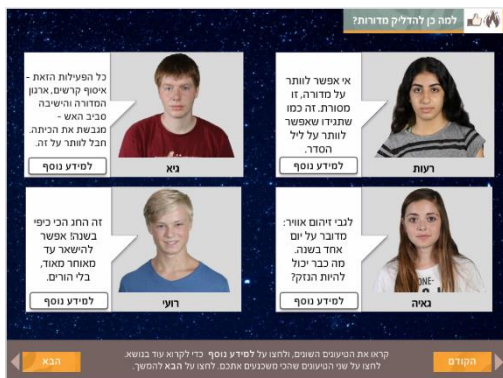 למה כן להדליק מדורות?
אי אפשר לוותר
על מדורה, זו
מסורת. זה כמו
שתגידו שאפשר
לוותר על ליל
הסדר.
למידע נוסף
רעות
כל הפעילות הזאת -
איסוף קרשים, ארגון
המדורה והישיבה
סביב האש -
מגבשת את הכיתה.
חבל לוותר על זה.
למידע נוסף
גיא
לגבי זיהום אוויר:
מדובר על יום
אחד בשנה.
מה כבר יכול
להיות הנזק?
למידע נוסף
גאיה
זה החג הכי כיפי
בשנה! אפשר
להישאר עד
מאוחר מאוד,
בלי הורים.
למידע נוסף
רועי
הקודם
קראו את הטיעונים השונים, ולחצו על למידע נוסף כדי לקרוא עוד בנושא.
לחצו על שני הטיעונים שהכי משכנעים אתכם. לחצו על הבא להמשך.
הבא